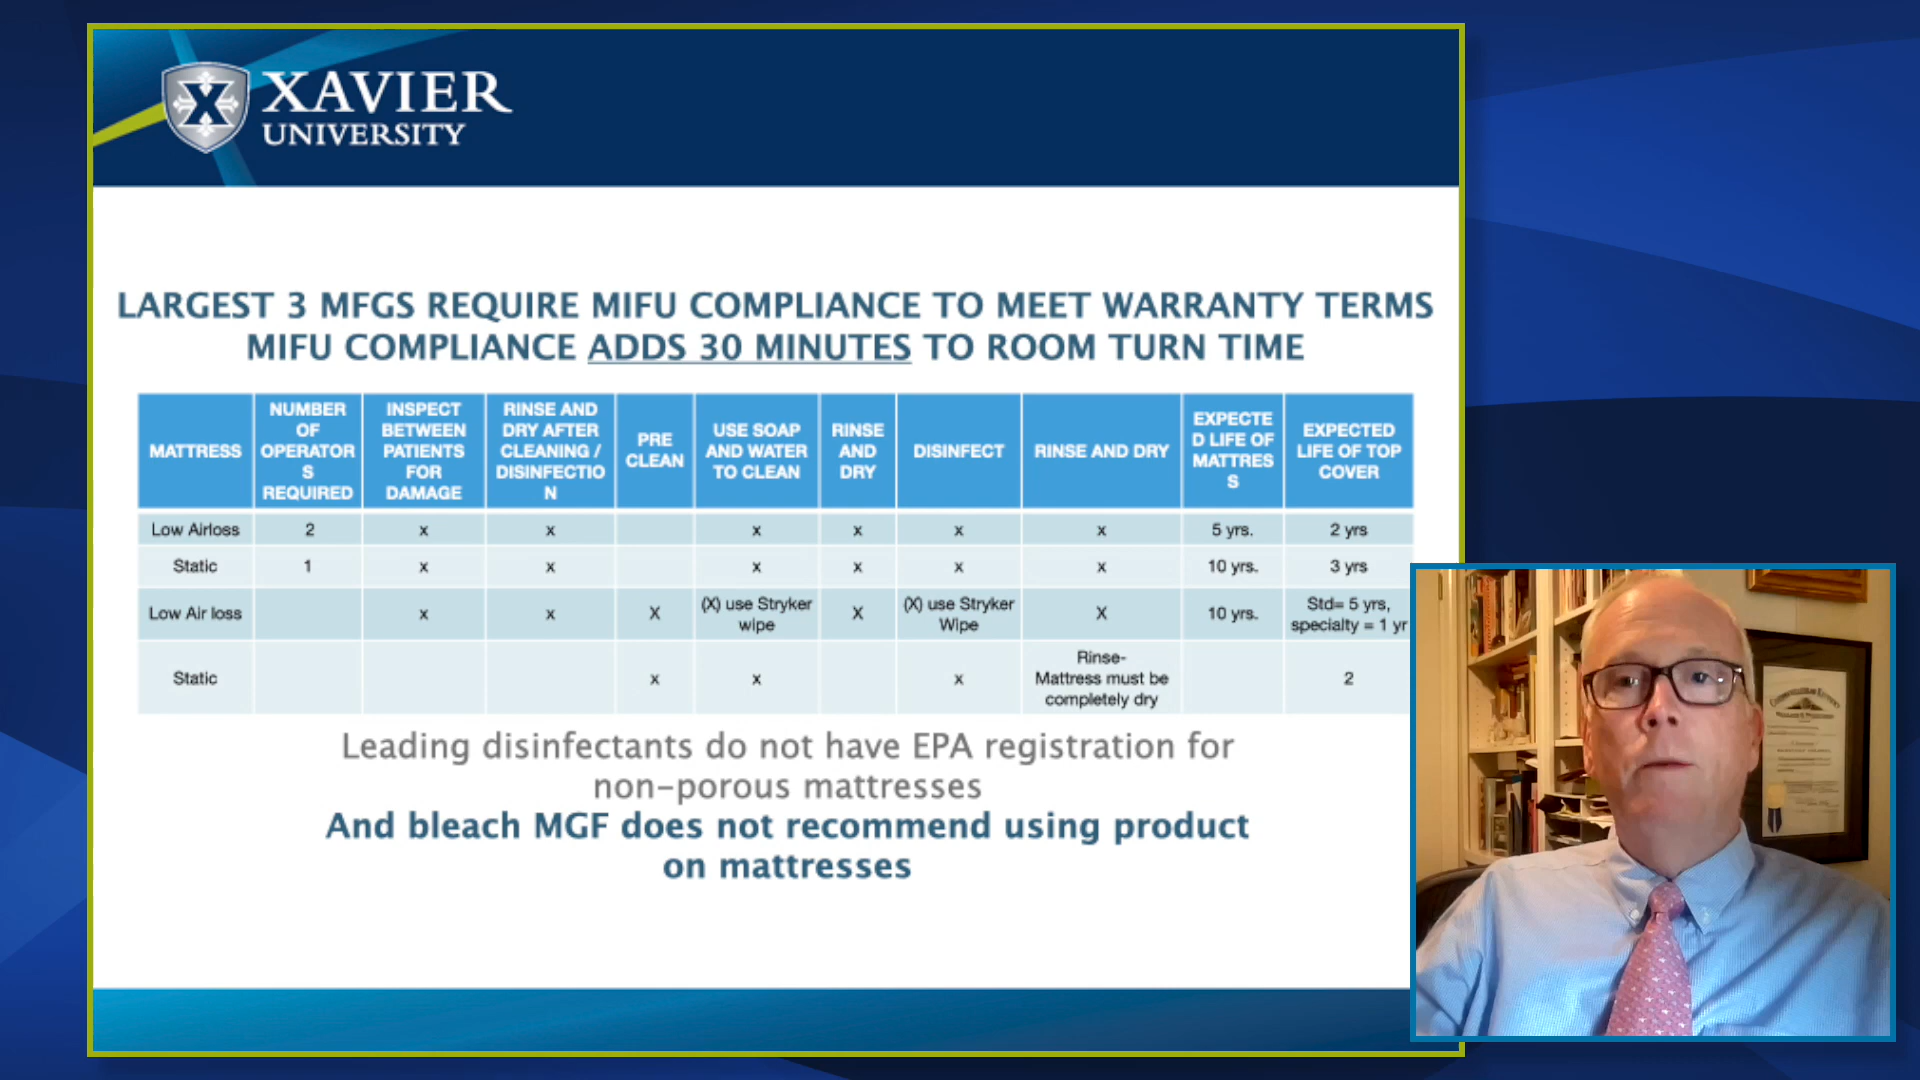 XAVIER
UNIVERSITY
LARGEST 3 MFGS REQUIRE MIFU COMPLIANCE TO MEET WARRANTY TERMS
MIFU COMPLIANCE ADDS 30 MINUTES TO ROOM TURN TIME
MATTRESS
NUMBER
OF
OPERATOR
S
REQUIRED
INSPECT
BETWEEN
PATIENTS
FOR
DAMAGE
RINSE AND
DRY AFTER
CLEANING /
DISINFECTIO
N
PRE
CLEAN
USE SOAP
AND WATER
TO CLEAN
RINSE
AND
DRY
DISINFECT
RINSE AND DRY
EXPECTE
D LIFE OF
MATTRES
S
EXPECTED
LIFE OF TOP
COVER
Low Airloss 2 x x x x x x 5 yrs. 2 yrs
Static 1 x x x x x x 10 yrs. 3 yrs
Low Air loss x x X (X) use Stryker
wipe
X (X) use Stryker
Wipe
X 10 yrs. Std= 5 yrs,
specialty = 1 yr
Static x x x Rinse-
Mattress must be
completely dry
2
Leading disinfectants do not have EPA registration for
non-porous mattresses
And bleach MGF does not recommend using product
on mattresses